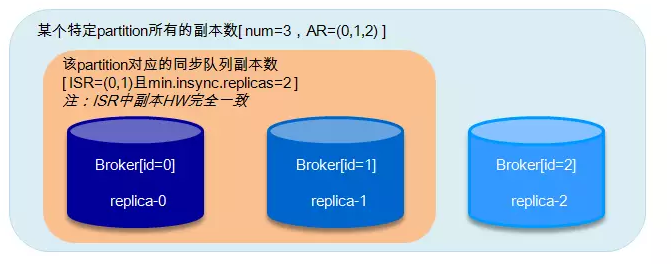 某个特定partition所有的副本数[ num=3，AR=(0,1,2) ]
该partition对应的同步队列副本数
[ ISR=(0,1)且min.insync.replicas=2 ]
注：ISR中副本HW完全一致
Broker[id=0]
replica-0
Broker[id=1]
replica-1
Broker[id=2]
replica-2